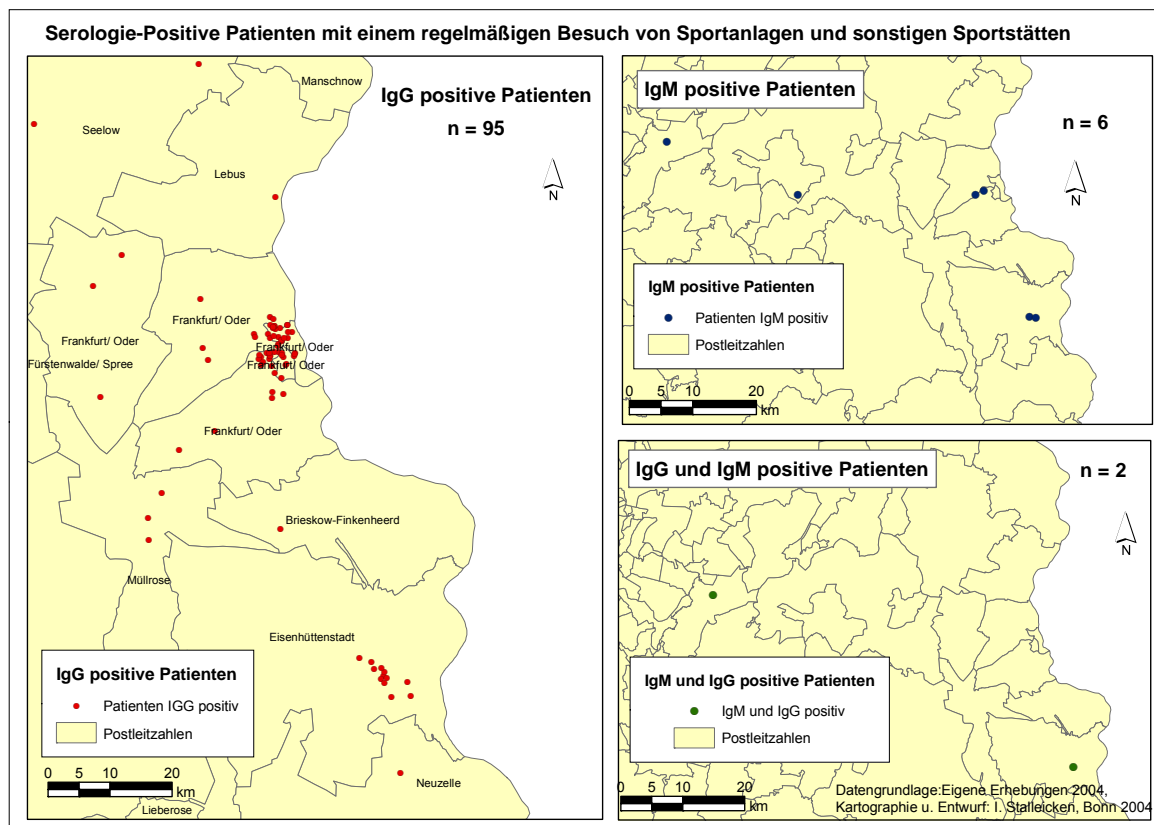 Serologie-Positive Patienten mit einem regelmäßigen Besuch von Sportanlagen und sonstigen Sportstätten
IgG positive Patienten
n = 95
N
Manschnow
Seelow
Lebus
Frankfurt/ Oder
Frankfurt/ Oder
Frankfurt/ Oder
Fürstenwalde/ Spree
Frankfurt/ Oder
Frankfurt/ Oder
Brieskow-Finkenheerd
Müllrose
Eisenhüttenstadt
Neuzelle
Lieberose
IgG positive Patienten
Patienten IGG positiv
Postleitzahlen
0 5 10 20
km
IgM positive Patienten
n = 6
N
IgM positive Patienten
Patienten IgM positiv
Postleitzahlen
0 5 10 20
km
IgG und IgM positive Patienten
n = 2
N
IgM und IgG positive Patienten
IgM und IgG positiv
Postleitzahlen
0 5 10 20
km
Datengrundlage:Eigene Erhebungen 2004,
Kartographie u. Entwurf: I. Stalleicken, Bonn 2004